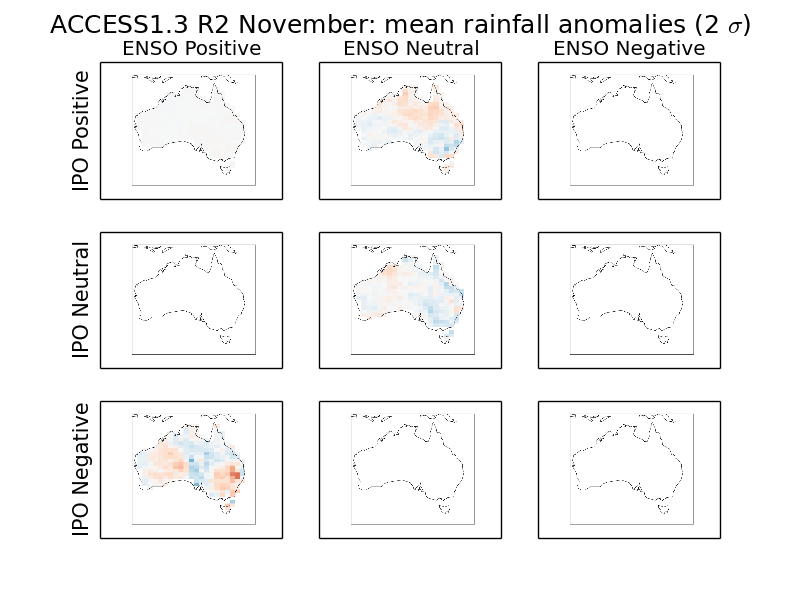 ACCESS1.3 R2 November: mean rainfall anomalies (2 σ)
ENSO Positive ENSO Neutral ENSO Negative
IPO Positive
IPO Neutral
IPO Negative